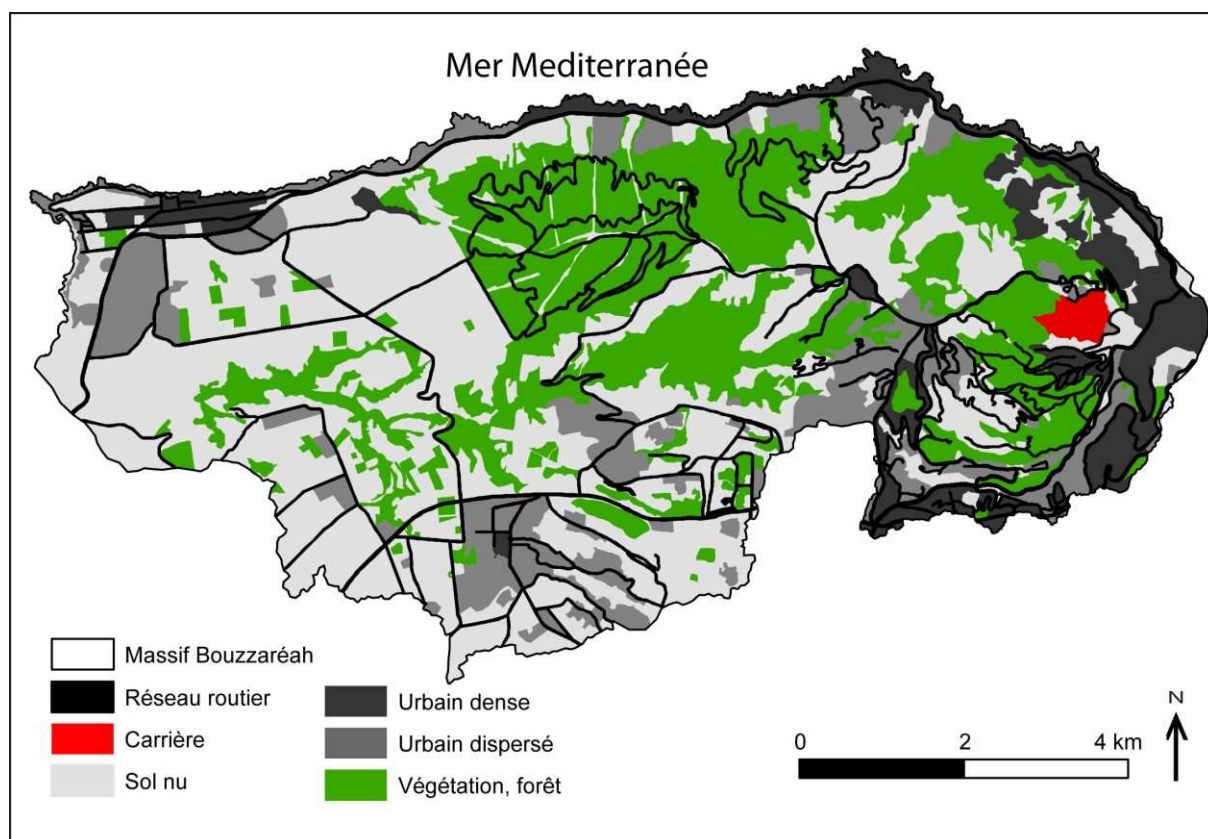 Mer Mediterranée
Massif Bouzzaréah
Réseau routier
Carrière
Sol nu
Urbain dense
Urbain dispersé
Végétation, forêt
0 2 4 km
N